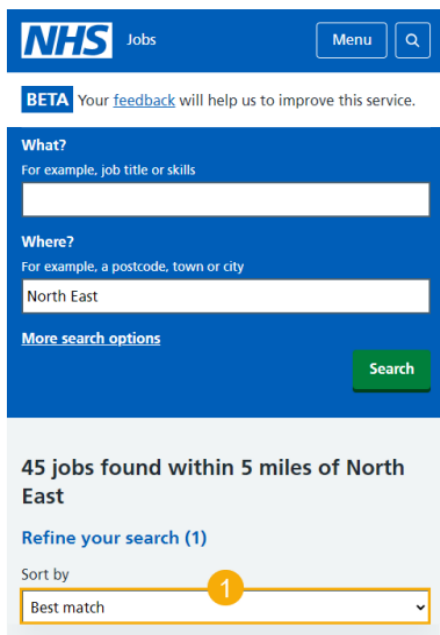 NHS Jobs Menu
BETA Your feedback will help us to improve this service.
What?
For example, job title or skills
Where?
For example, a postcode, town or city
North East
More search options
Search
45 jobs found within 5 miles of North
East
Refine your search (1)
Sort by
1
Best match